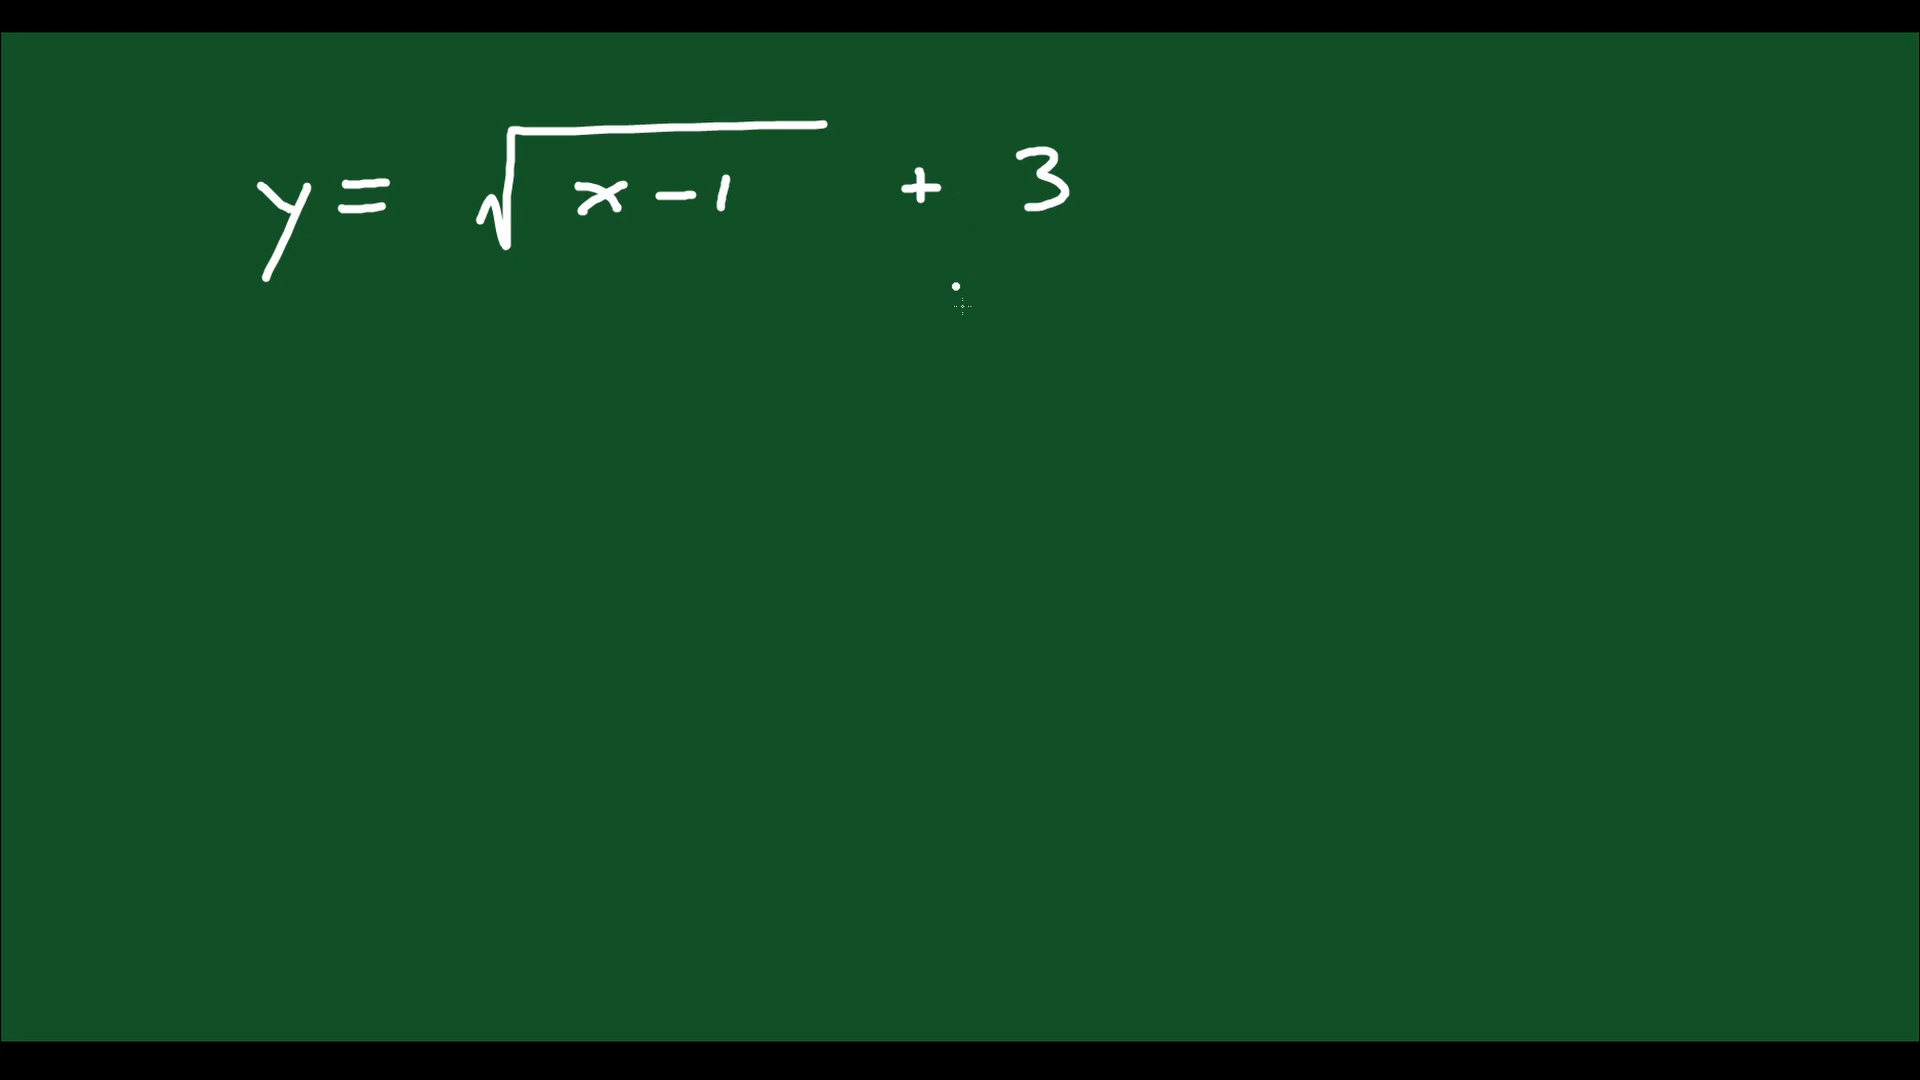 y = √(x - 1) + 3